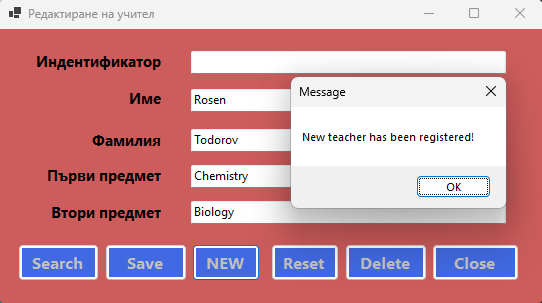 Редактиране на учител
Индентификатор
Message
Име
Rosen
New teacher has been registered!
Фамилия
Todorov
Първи предмет
Chemistry
OK
Втори предмет
Biology
Search
Save
NEW
Reset
Delete
Close